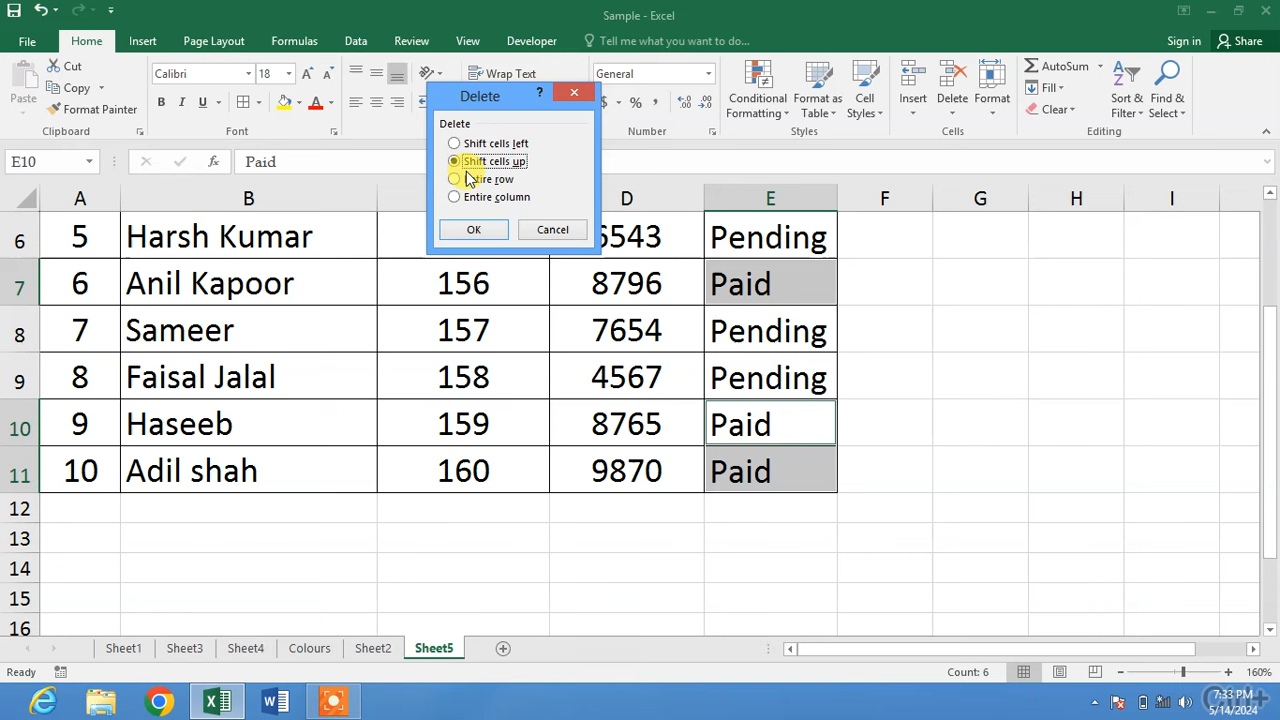 Sample - Excel
File Home Insert Page Layout Formulas Data Review View Developer Tell me what you want to do... Sign in Share
Cut
Copy
Format Painter
Paste
Clipboard
Calibri 18
B I U
Font
Wrap Text
General
Number
Conditional Formatting
Format as Table
Cell Styles
Styles
Insert Delete Format
Cells
AutoSum
Fill
Clear
Sort & Filter
Find & Select
Editing
Delete
Delete
Shift cells left
Shift cells up
Entire row
Entire column
OK Cancel
E10 Paid
A B D E F G H I
6 5 Harsh Kumar 6543 Pending
7 6 Anil Kapoor 156 8796 Paid
8 7 Sameer 157 7654 Pending
9 8 Faisal Jalal 158 4567 Pending
10 9 Haseeb 159 8765 Paid
11 10 Adil shah 160 9870 Paid
12
13
14
15
16
Sheet1 Sheet3 Sheet4 Colours Sheet2 Sheet5
Ready Count: 6 160%
7:33 PM
5/14/2024
Ctrl+